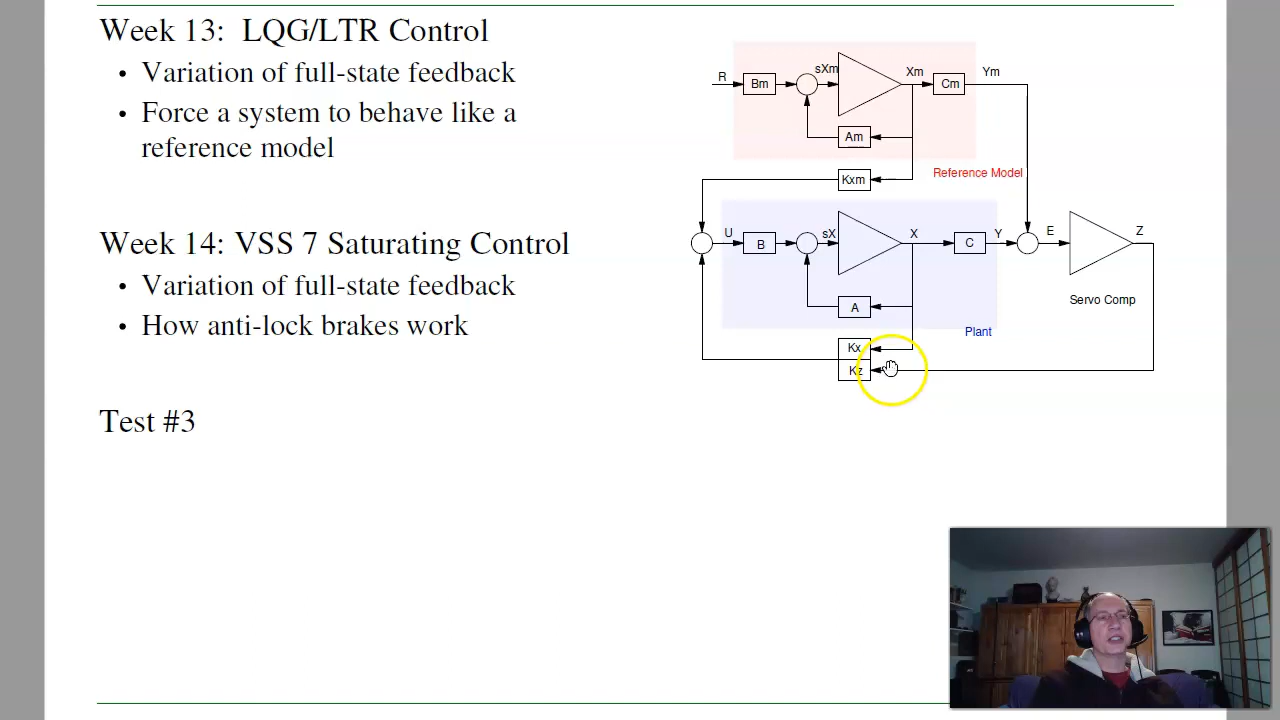 Week 13: LQG/LTR Control
• Variation of full-state feedback
• Force a system to behave like a
reference model
Week 14: VSS 7 Saturating Control
• Variation of full-state feedback
• How anti-lock brakes work
Test #3
R
Bm
sXm
Xm
Cm
Ym
Am
Kxm
Reference Model
U
B
sX
X
C
Y
E
Z
A
Servo Comp
Plant
Kx
Kz